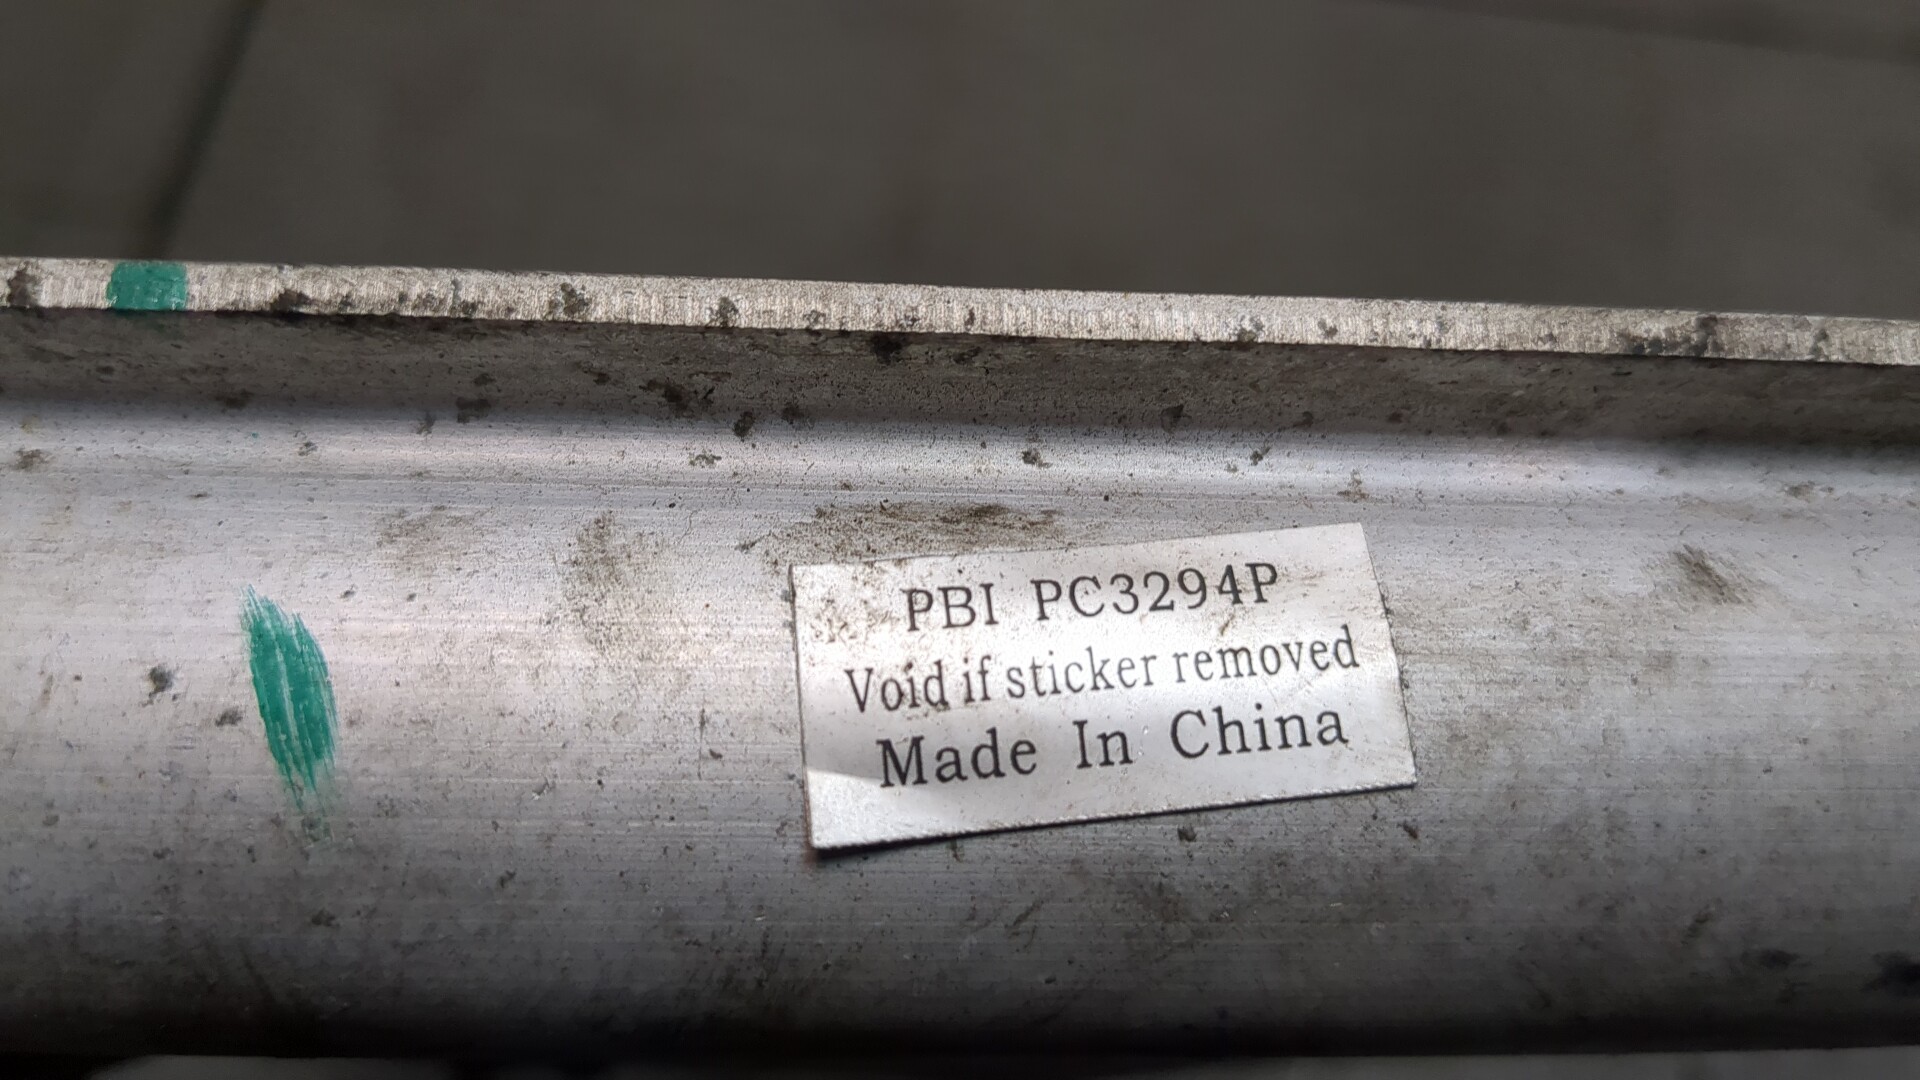 PBI PC3294P
Void if sticker removed
Made In China